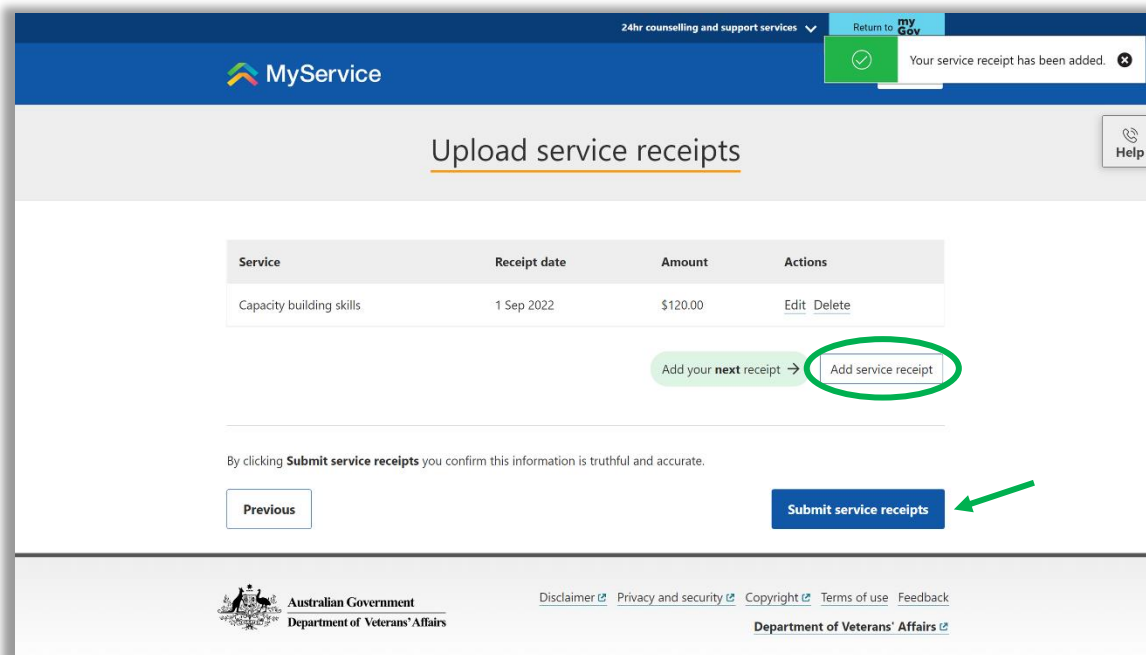 24hr counselling and support services
Return to my Gov
MyService
Your service receipt has been added.
Help
Upload service receipts
Service Receipt date Amount Actions
Capacity building skills 1 Sep 2022 $120.00 Edit Delete
Add your next receipt → Add service receipt
By clicking Submit service receipts you confirm this information is truthful and accurate.
Previous Submit service receipts
Australian Government
Department of Veterans' Affairs
Disclaimer Privacy and security Copyright Terms of use Feedback
Department of Veterans' Affairs